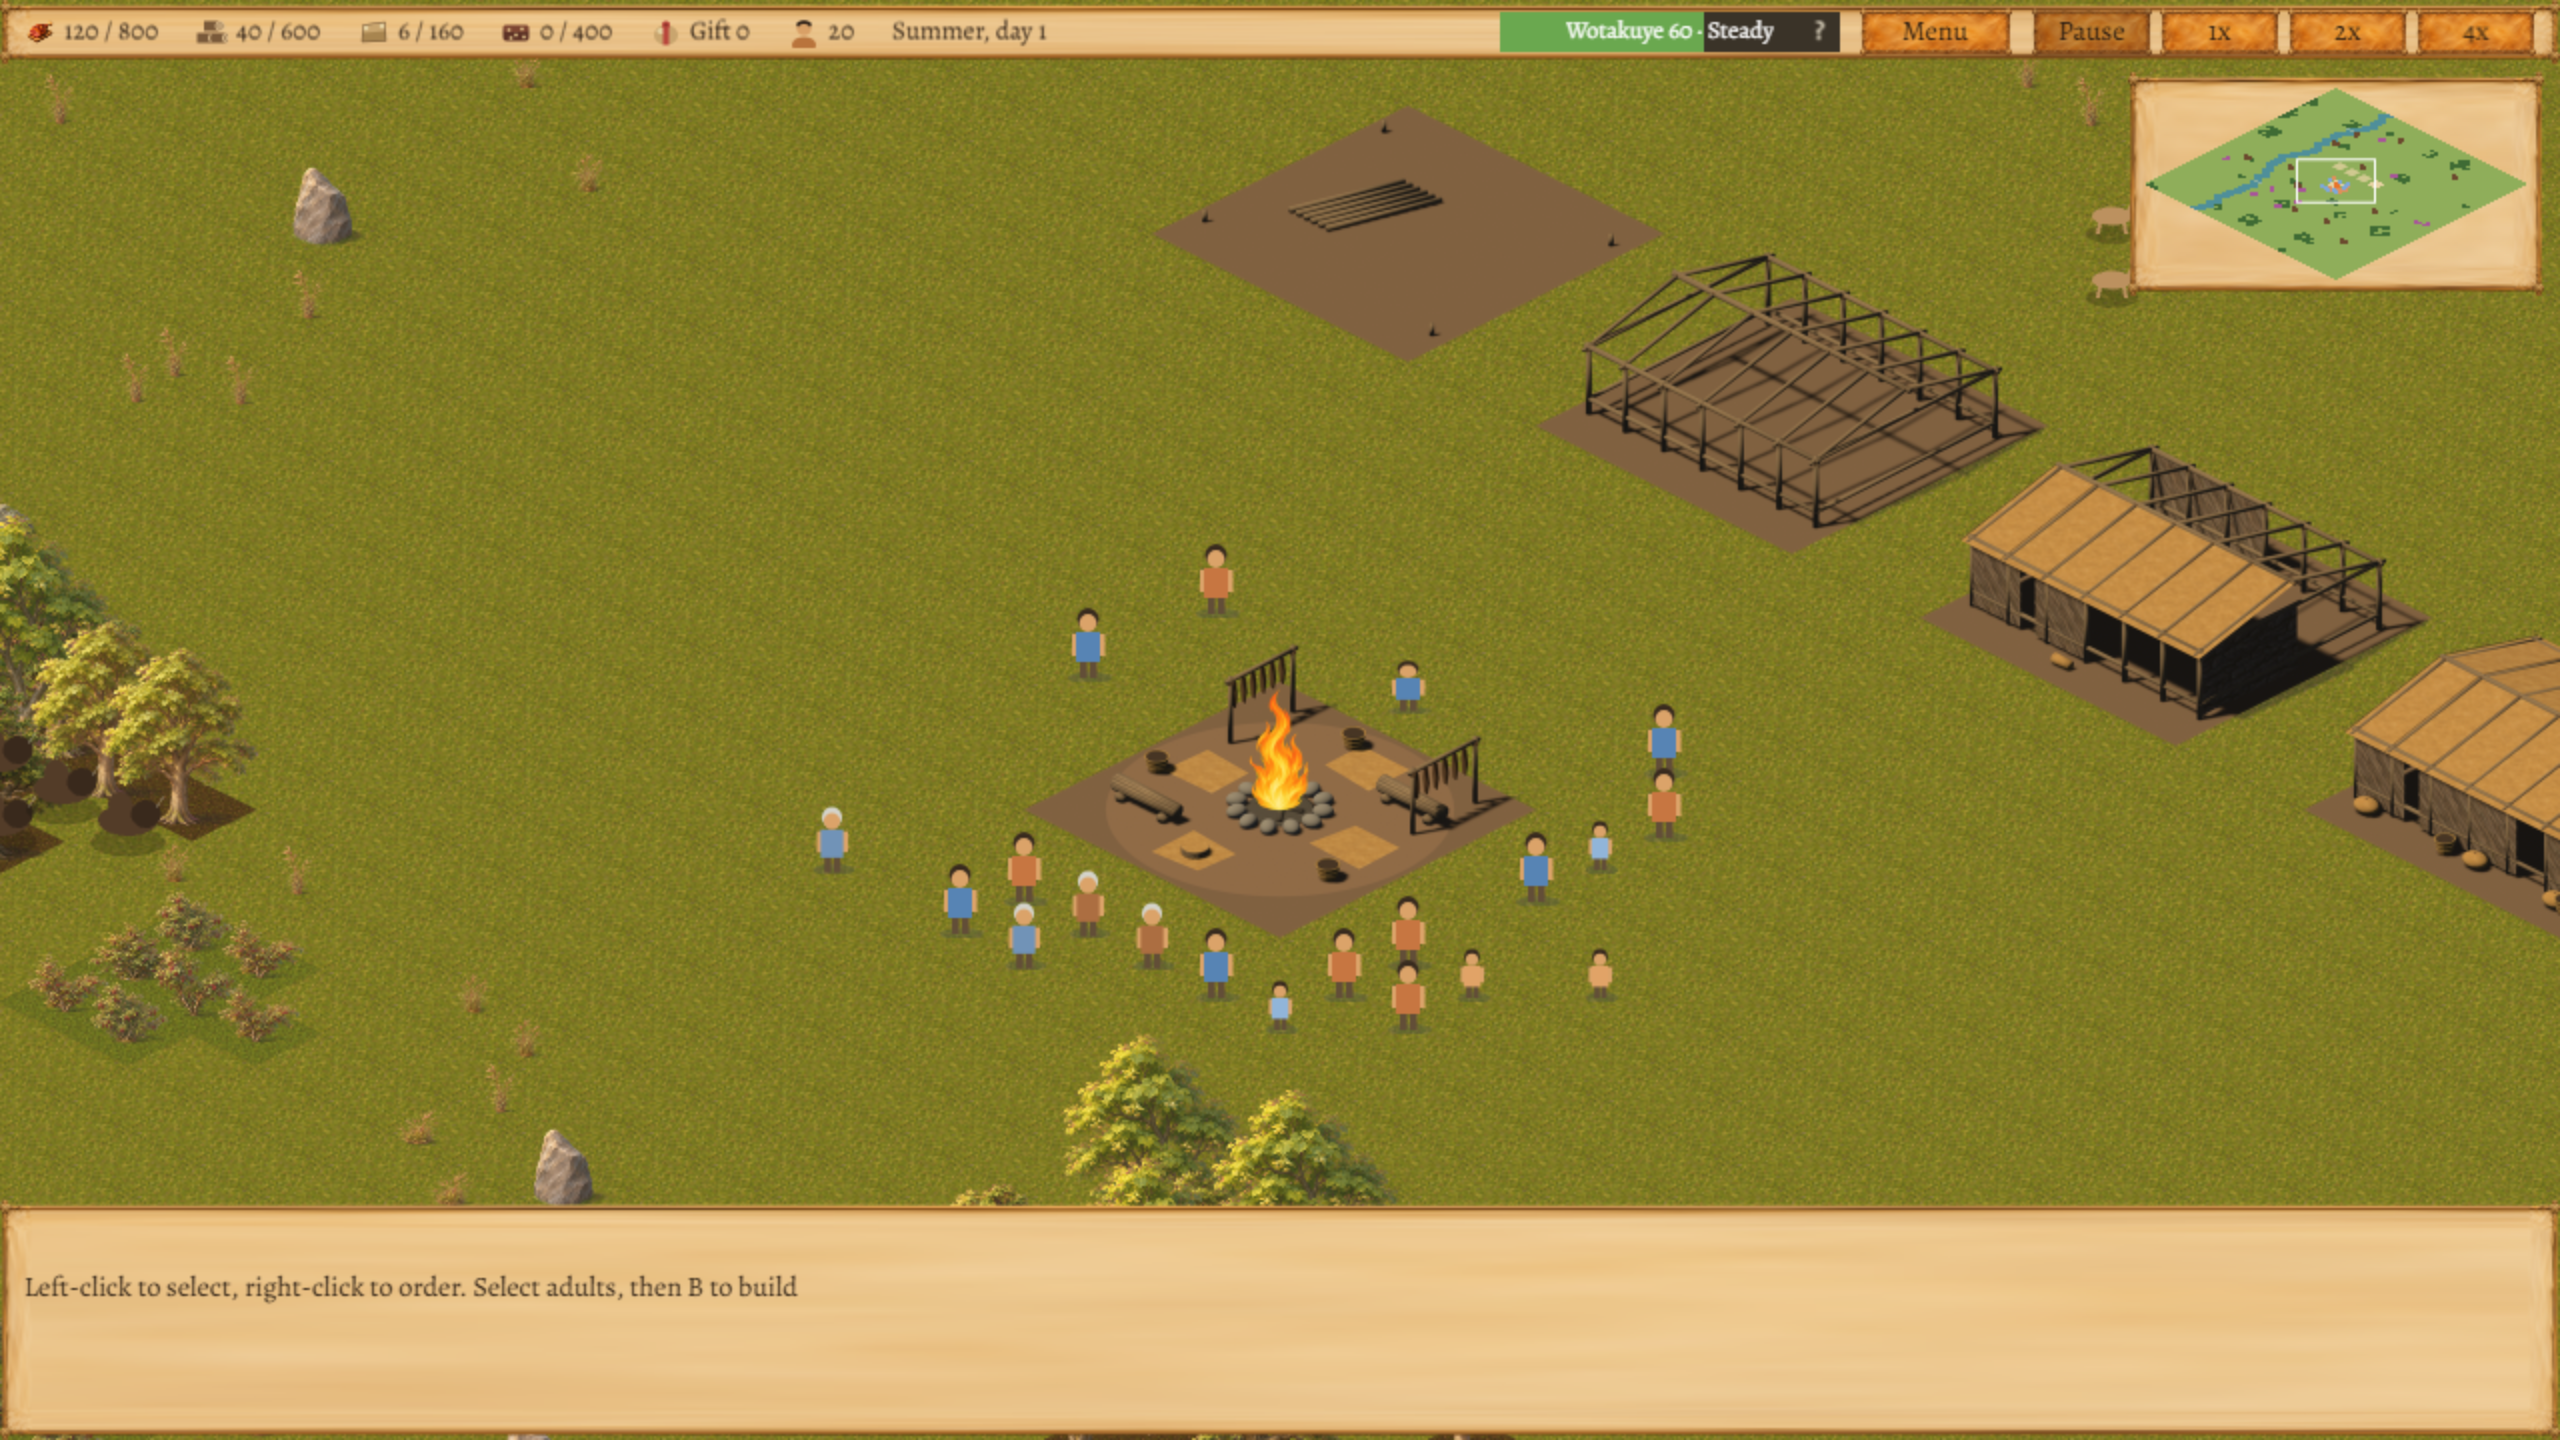 120 / 800 40 / 600 6 / 160 0 / 400 Gift 0 20 Summer, day 1 Wotakuye 60 · Steady ? Menu Pause 1x 2x 4x
Left-click to select, right-click to order. Select adults, then B to build